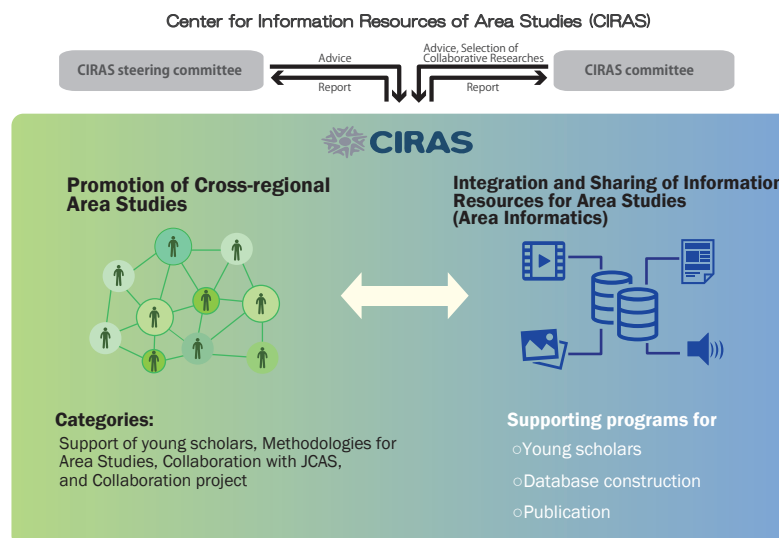 Center for Information Resources of Area Studies (CIRAS)
CIRAS steering committee
Advice
Report
Advice, Selection of
Collaborative Researches
Report
CIRAS committee
CIRAS
Promotion of Cross-regional
Area Studies
Integration and Sharing of Information
Resources for Area Studies
(Area Informatics)
Categories:
Support of young scholars, Methodologies for
Area Studies, Collaboration with JCAS,
and Collaboration project
Supporting programs for
○Young scholars
○Database construction
○Publication